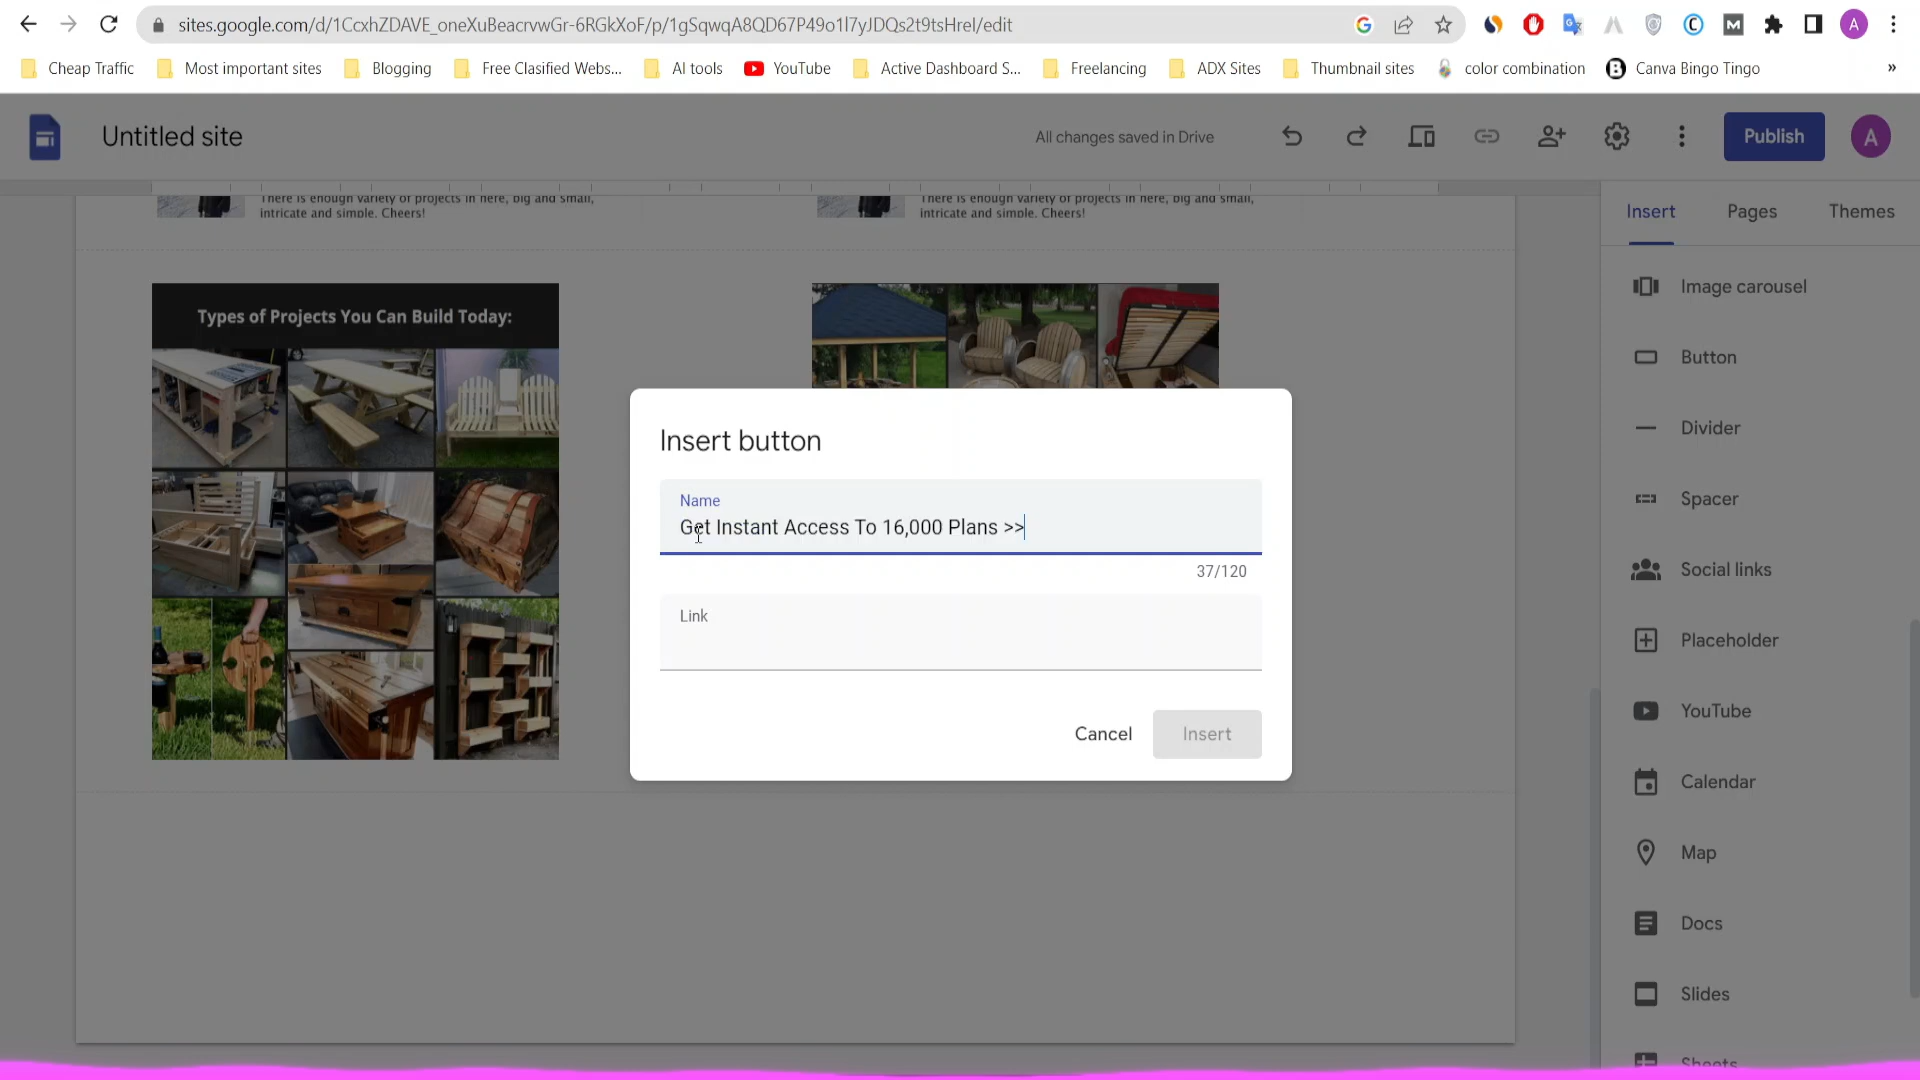 sites.google.com/d/1CcxhZDAVE_oneXuBeacrvwGr-6RGkXoF/p/1gSqwqA8QD67P49o1l7yJDQs2t9tsHreI/edit
Cheap Traffic
Most important sites
Blogging
Free Clasified Webs...
AI tools
YouTube
Active Dashboard S...
Freelancing
ADX Sites
Thumbnail sites
color combination
Canva Bingo Tingo
»
Untitled site
All changes saved in Drive
Publish
A
There is enough variety of projects in here, big and small,
intricate and simple. Cheers!
There is enough variety of projects in here, big and small,
intricate and simple. Cheers!
Insert
Pages
Themes
Types of Projects You Can Build Today:
Insert button
Name
Get Instant Access To 16,000 Plans >>
37/120
Link
Cancel
Insert
Image carousel
Button
Divider
Spacer
Social links
Placeholder
YouTube
Calendar
Map
Docs
Slides
Sheets